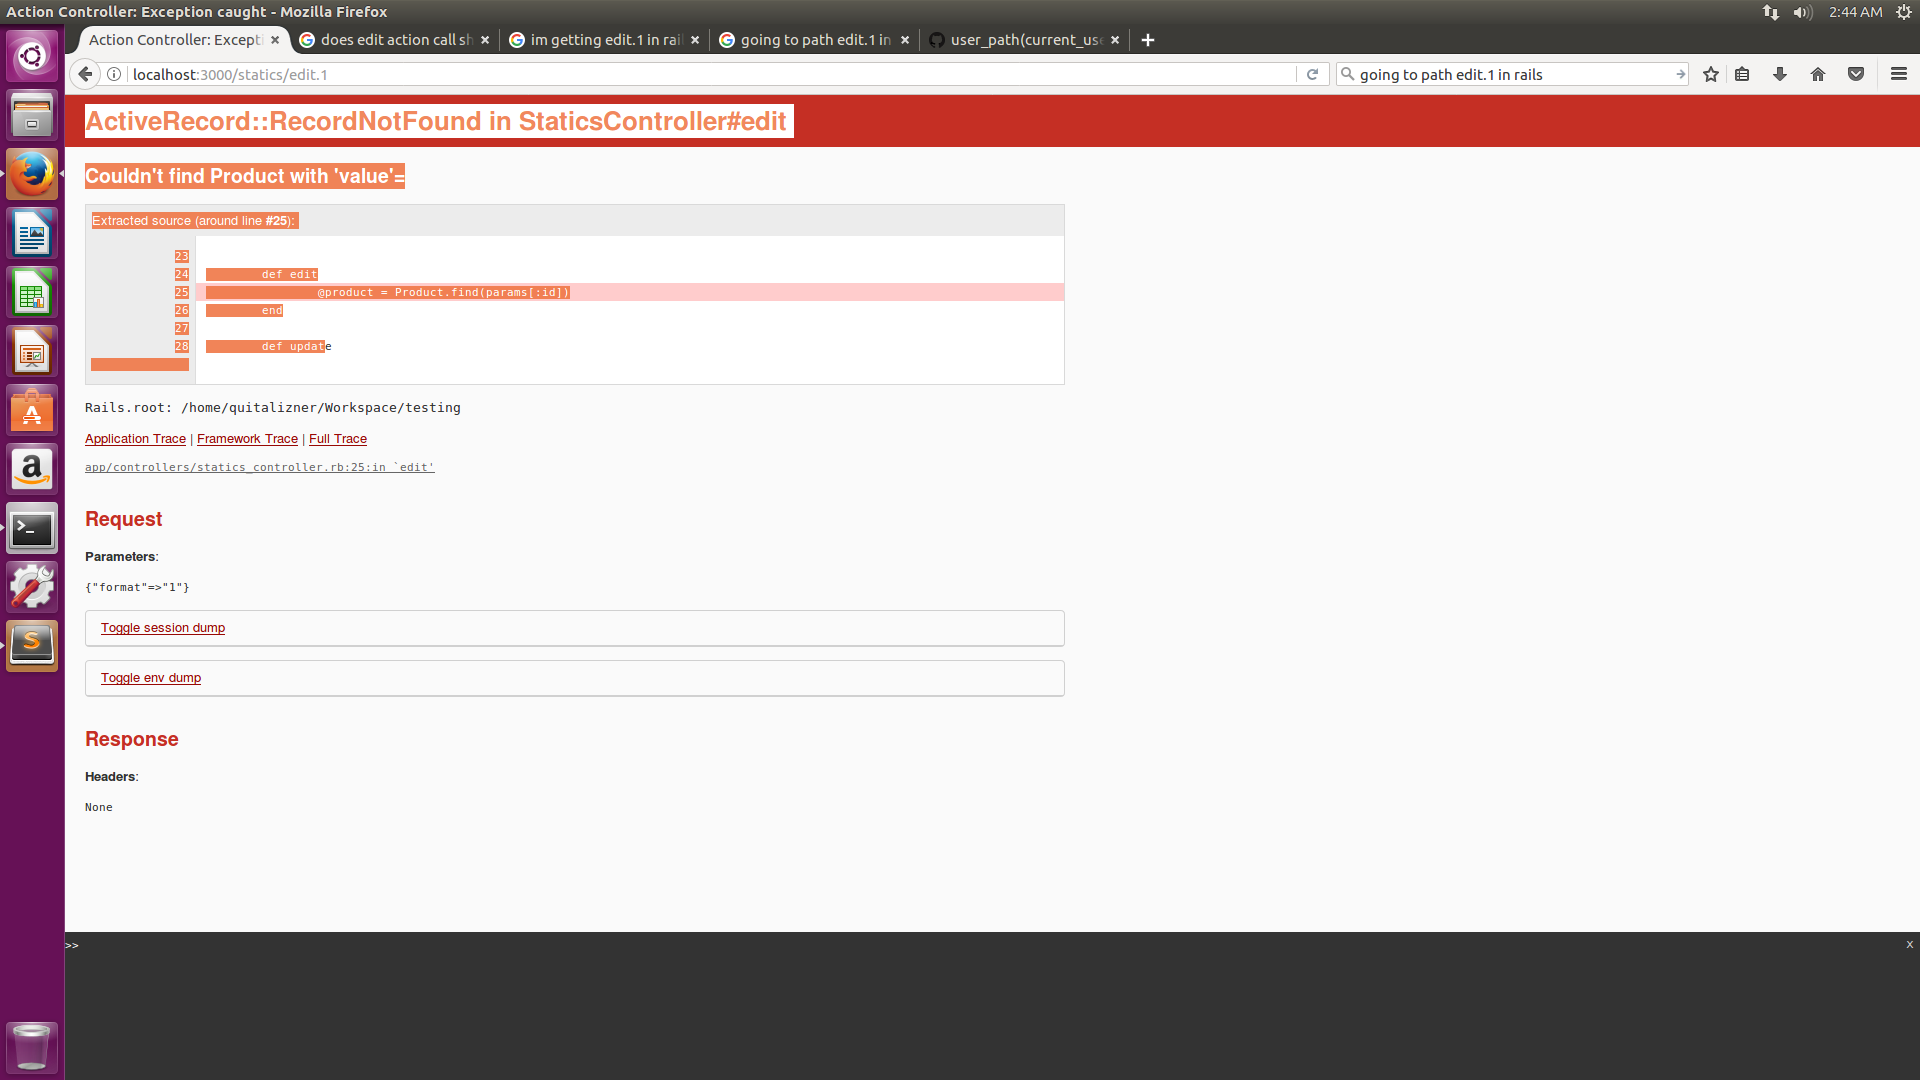 Action Controller: Exception caught - Mozilla Firefox
2:44 AM
Action Controller: Excepti
does edit action call sh
im getting edit.1 in rai
going to path edit.1 in
user_path(current_use
localhost:3000/statics/edit.1
going to path edit.1 in rails
ActiveRecord::RecordNotFound in StaticsController#edit
Couldn't find Product with 'value'=
Extracted source (around line #25):
23
24 def edit
25 @product = Product.find(params[:id])
26 end
27
28 def update
Rails.root: /home/quitalizner/Workspace/testing
Application Trace | Framework Trace | Full Trace
app/controllers/statics_controller.rb:25:in `edit'
Request
Parameters:
{"format"=>"1"}
Toggle session dump
Toggle env dump
Response
Headers:
None
>>
x